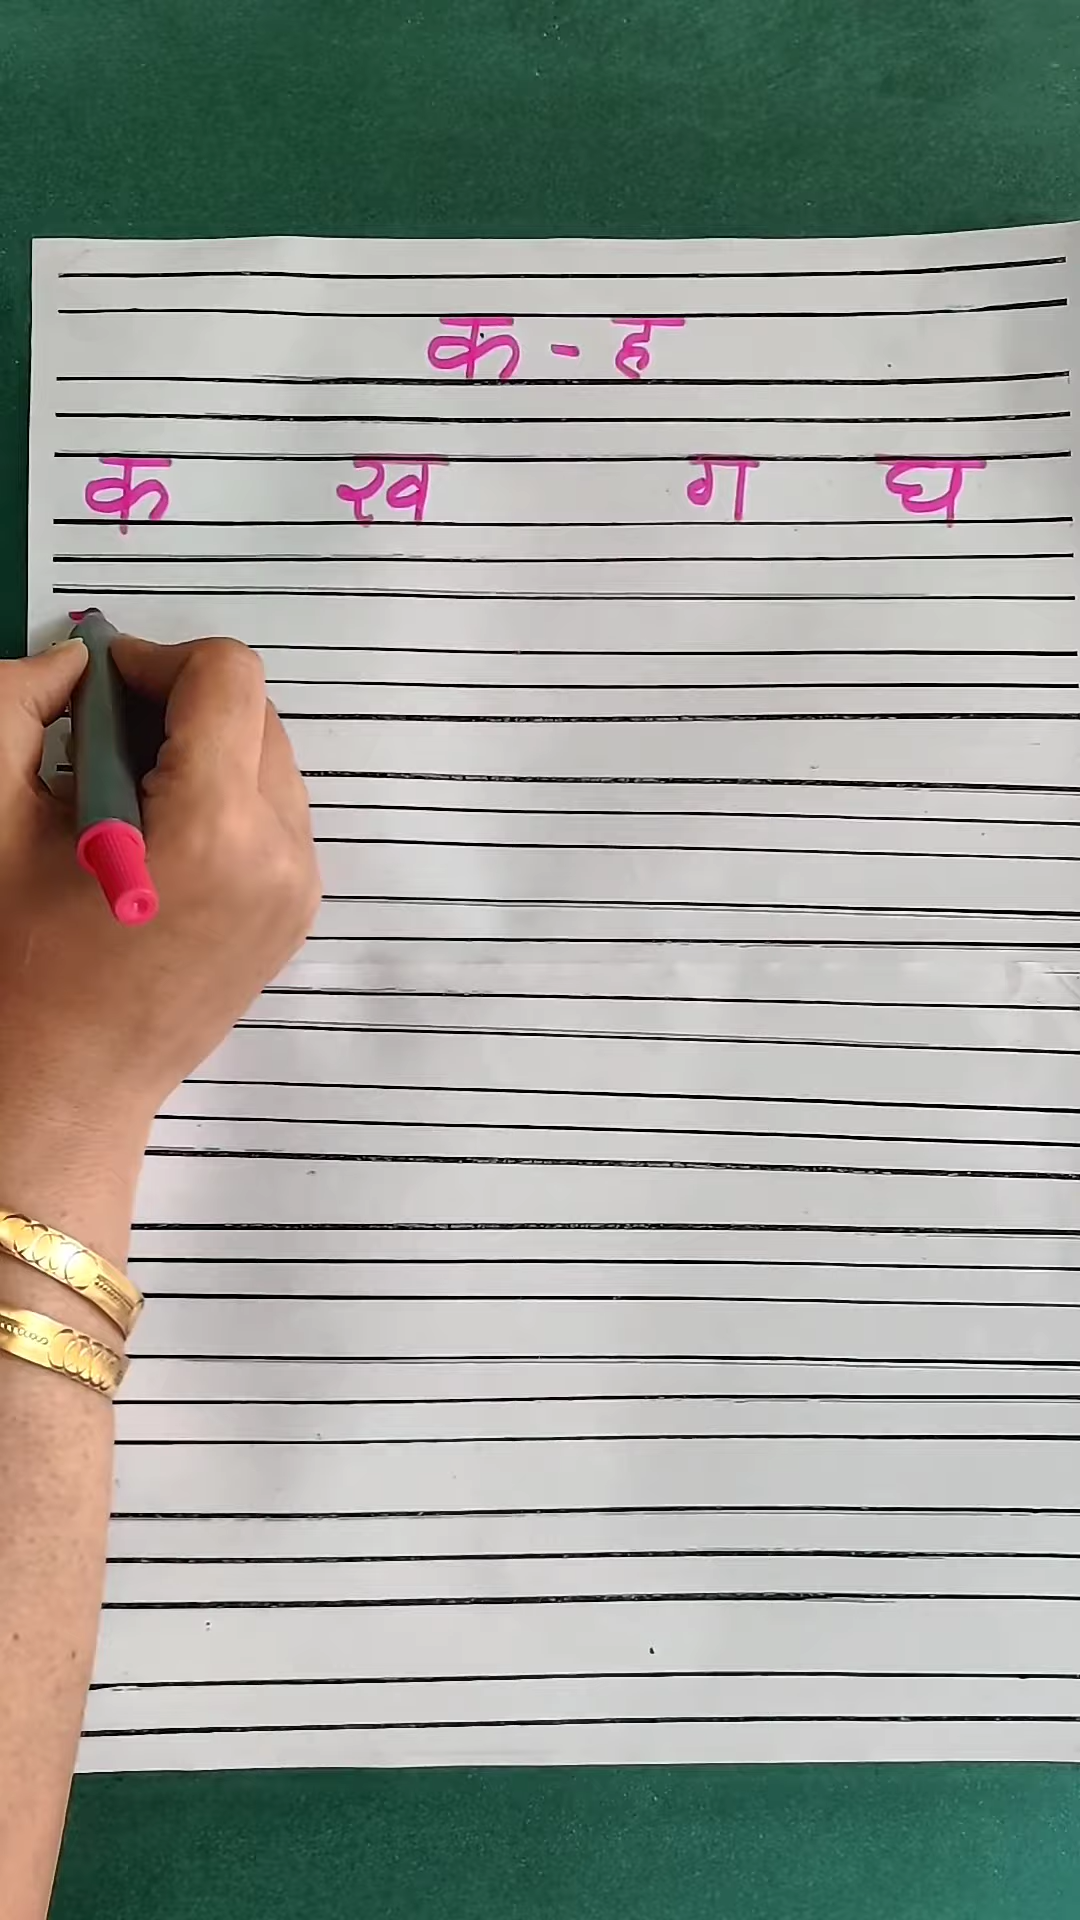 क - ह
क ख ग घ